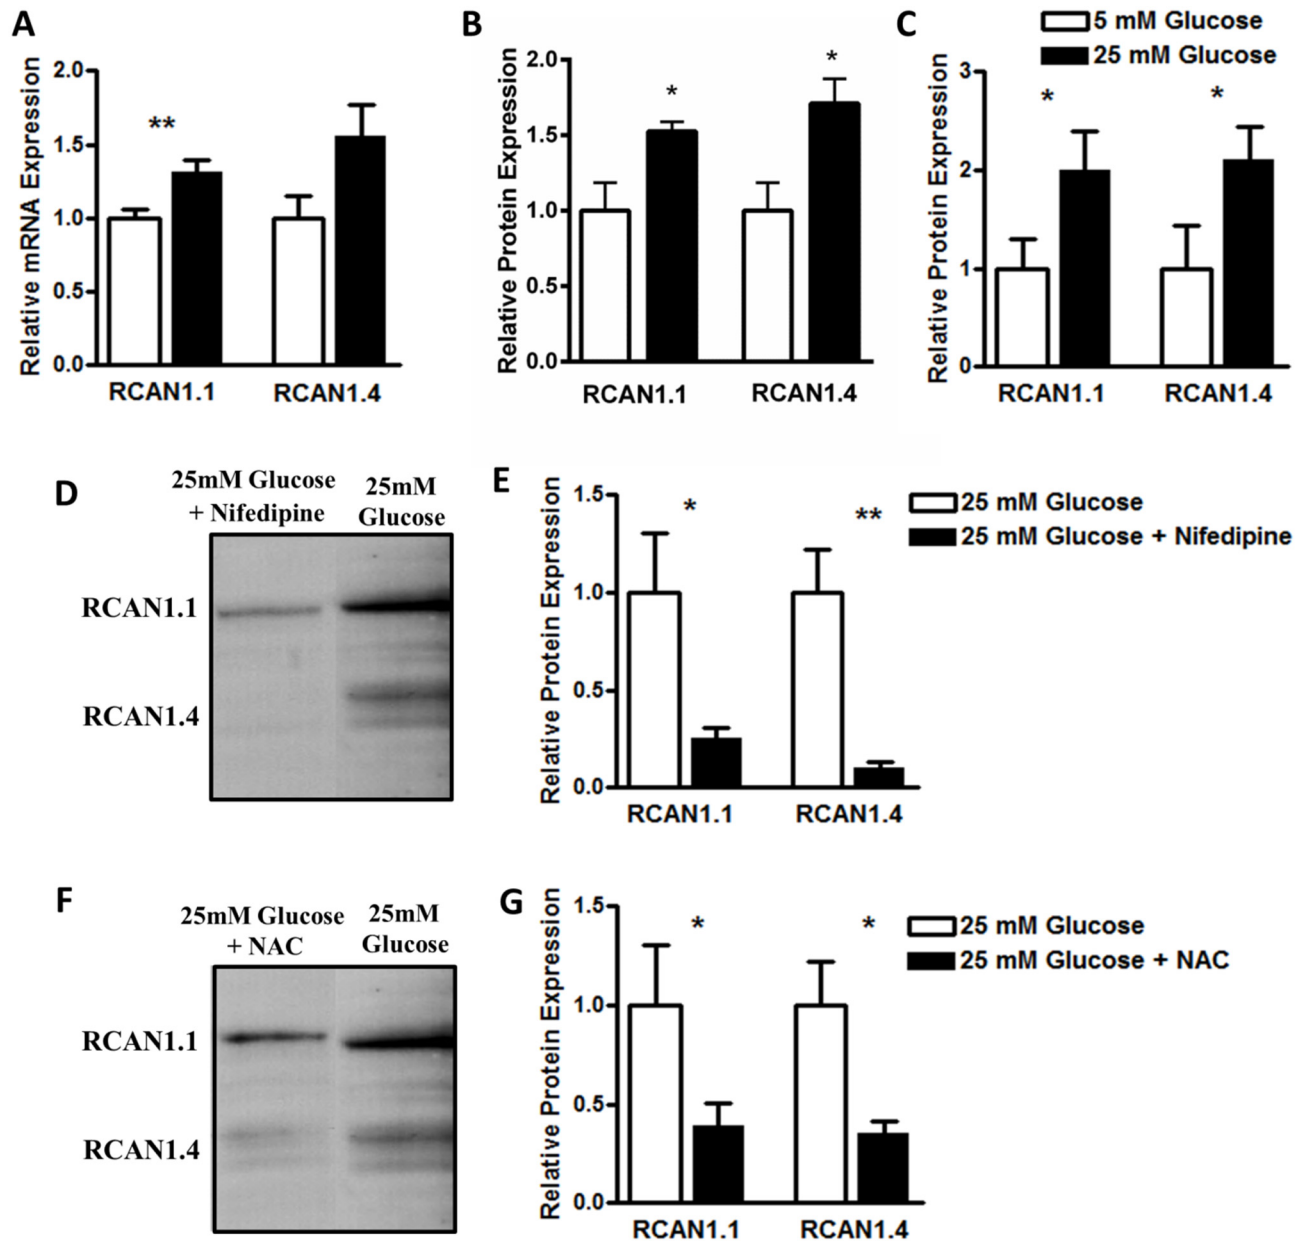 A
Relative mRNA Expression
2.0
1.5
1.0
0.5
0.0
**
RCAN1.1
RCAN1.4
B
Relative Protein Expression
2.0
1.5
1.0
0.5
0.0
*
*
RCAN1.1
RCAN1.4
C
5 mM Glucose
25 mM Glucose
Relative Protein Expression
3
2
1
0
*
*
RCAN1.1
RCAN1.4
D
25mM Glucose
+ Nifedipine
25mM
Glucose
RCAN1.1
RCAN1.4
E
Relative Protein Expression
1.5
1.0
0.5
0.0
*
**
RCAN1.1
RCAN1.4
25 mM Glucose
25 mM Glucose + Nifedipine
F
25mM Glucose
+ NAC
25mM
Glucose
RCAN1.1
RCAN1.4
G
Relative Protein Expression
1.5
1.0
0.5
0.0
*
*
RCAN1.1
RCAN1.4
25 mM Glucose
25 mM Glucose + NAC